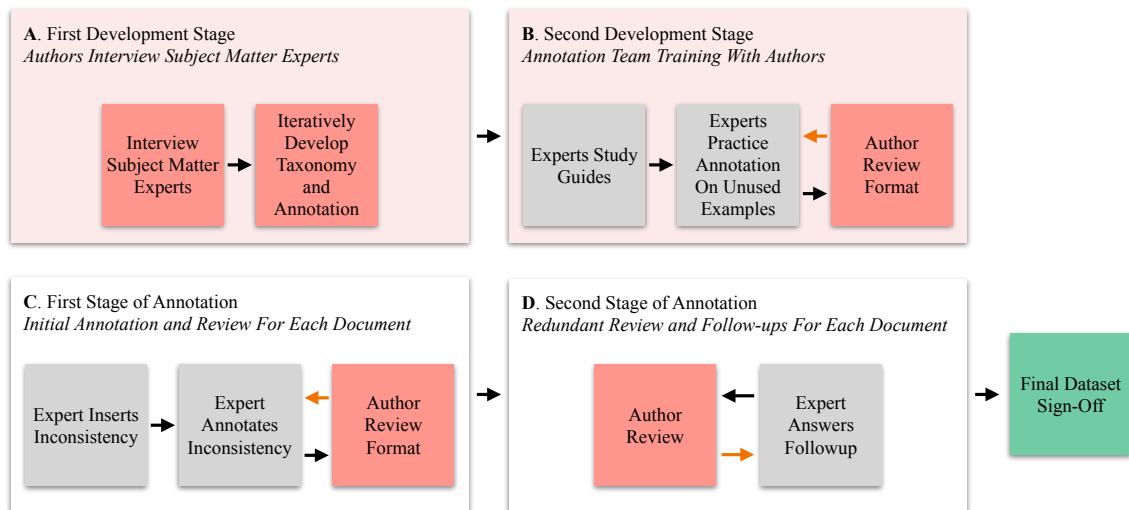 A. First Development Stage
Authors Interview Subject Matter Experts
Interview
Subject Matter
Experts
Iteratively
Develop
Taxonomy
and
Annotation
B. Second Development Stage
Annotation Team Training With Authors
Experts Study
Guides
Experts
Practice
Annotation
On Unused
Examples
Author
Review
Format
C. First Stage of Annotation
Initial Annotation and Review For Each Document
Expert Inserts
Inconsistency
Expert
Annotates
Inconsistency
Author
Review
Format
D. Second Stage of Annotation
Redundant Review and Follow-ups For Each Document
Author
Review
Expert
Answers
Followup
Final Dataset
Sign-Off